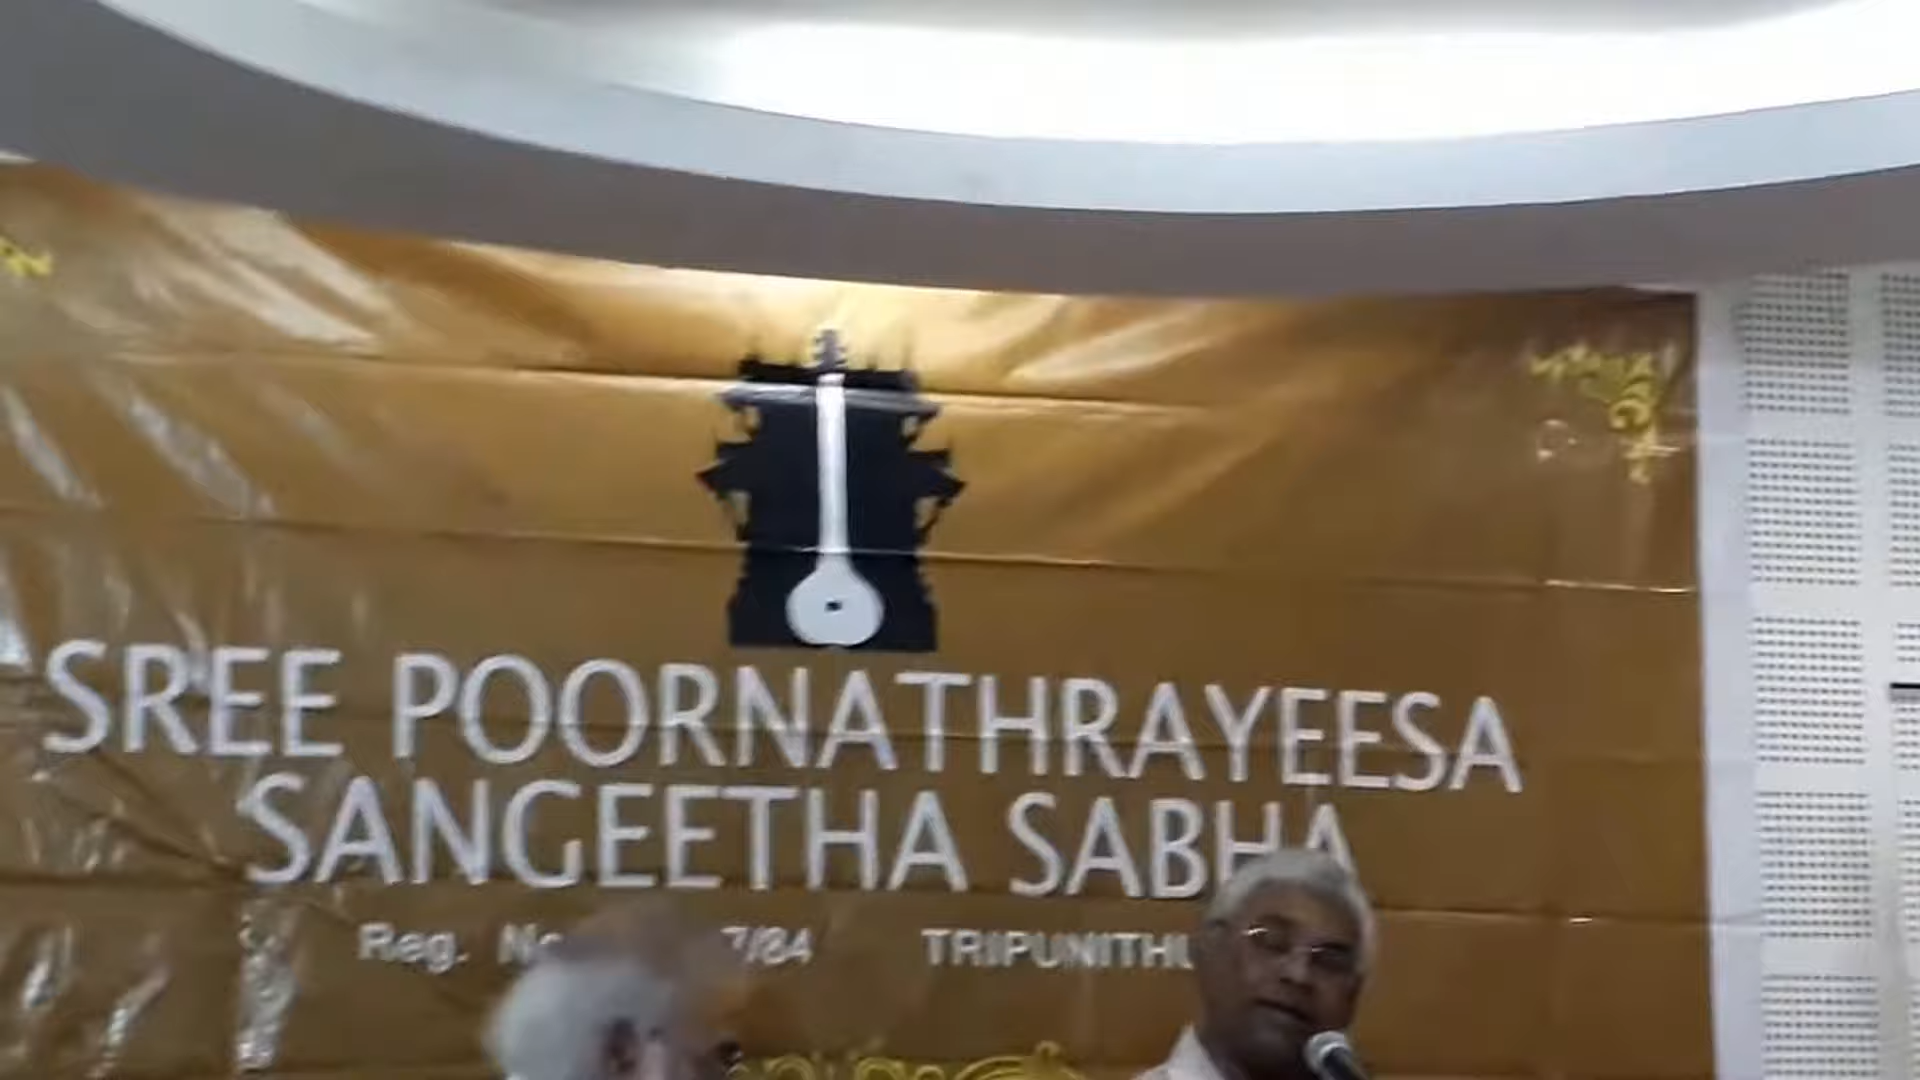 SREE POORNATHRAYEESA
SANGEETHA SABHA
Reg. 7/84 TRIPUNITHU